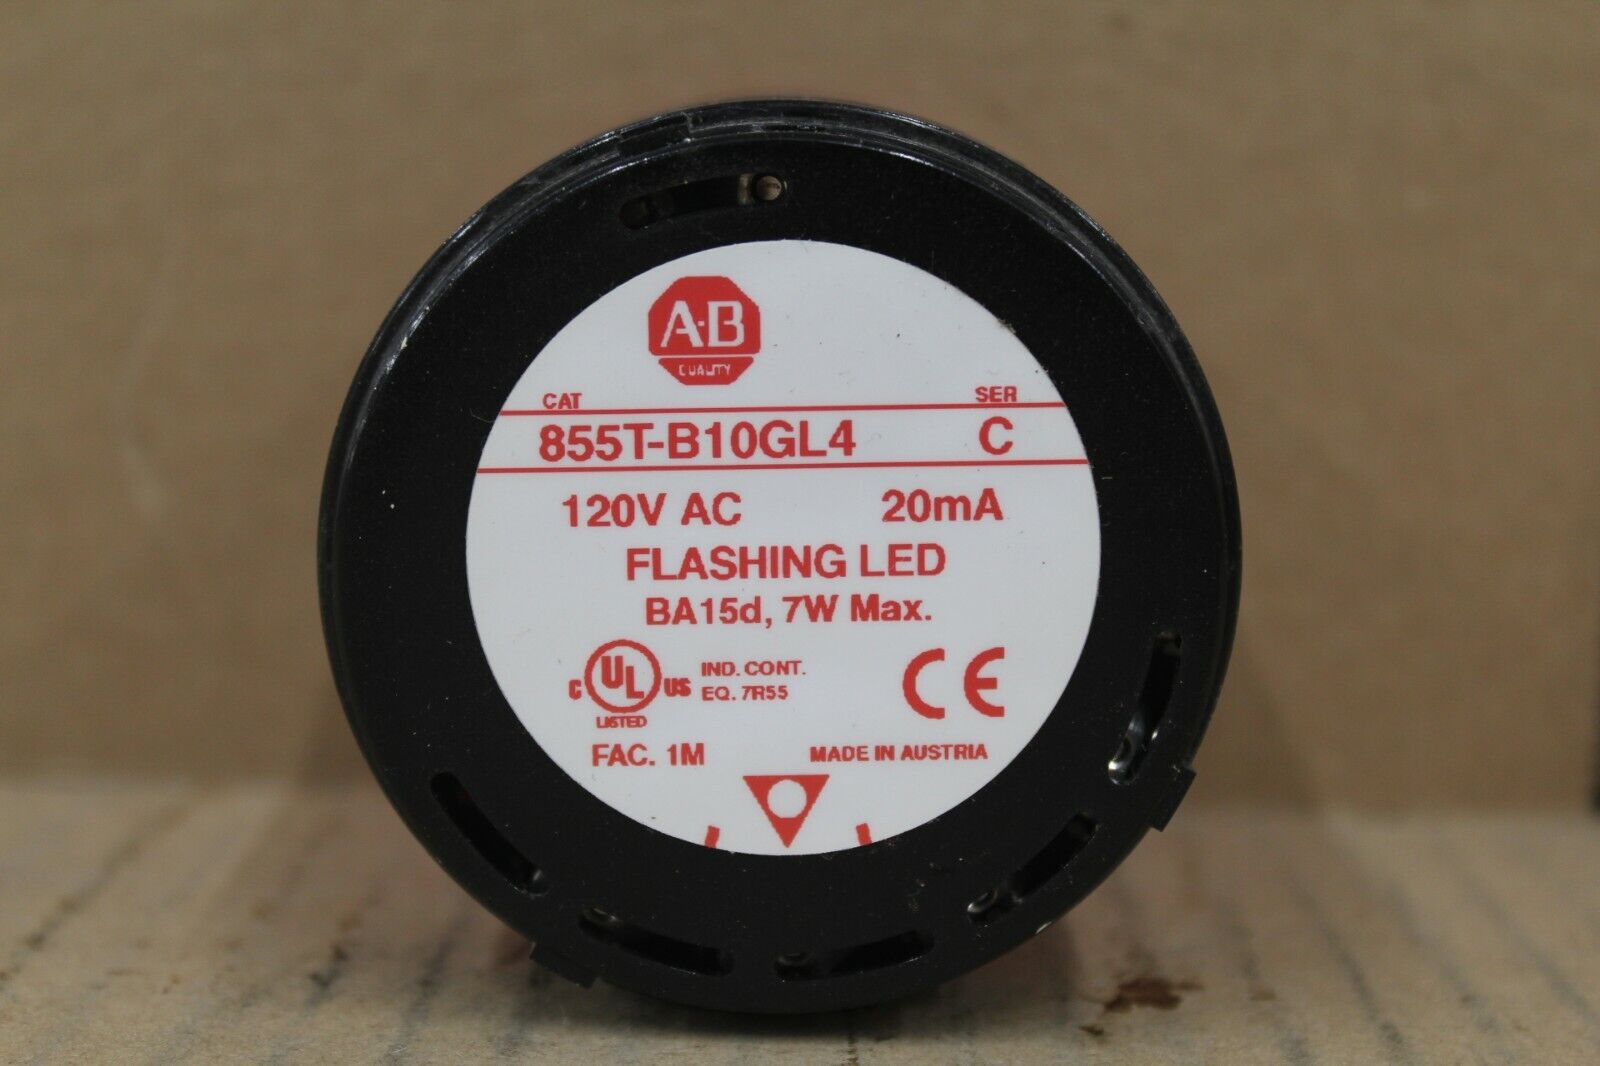 A-B
QUALITY
CAT SER
855T-B10GL4 C
120V AC 20mA
FLASHING LED
BA15d, 7W Max.
C UL US LISTED
IND. CONT.
EQ. 7R55
CE
FAC. 1M MADE IN AUSTRIA